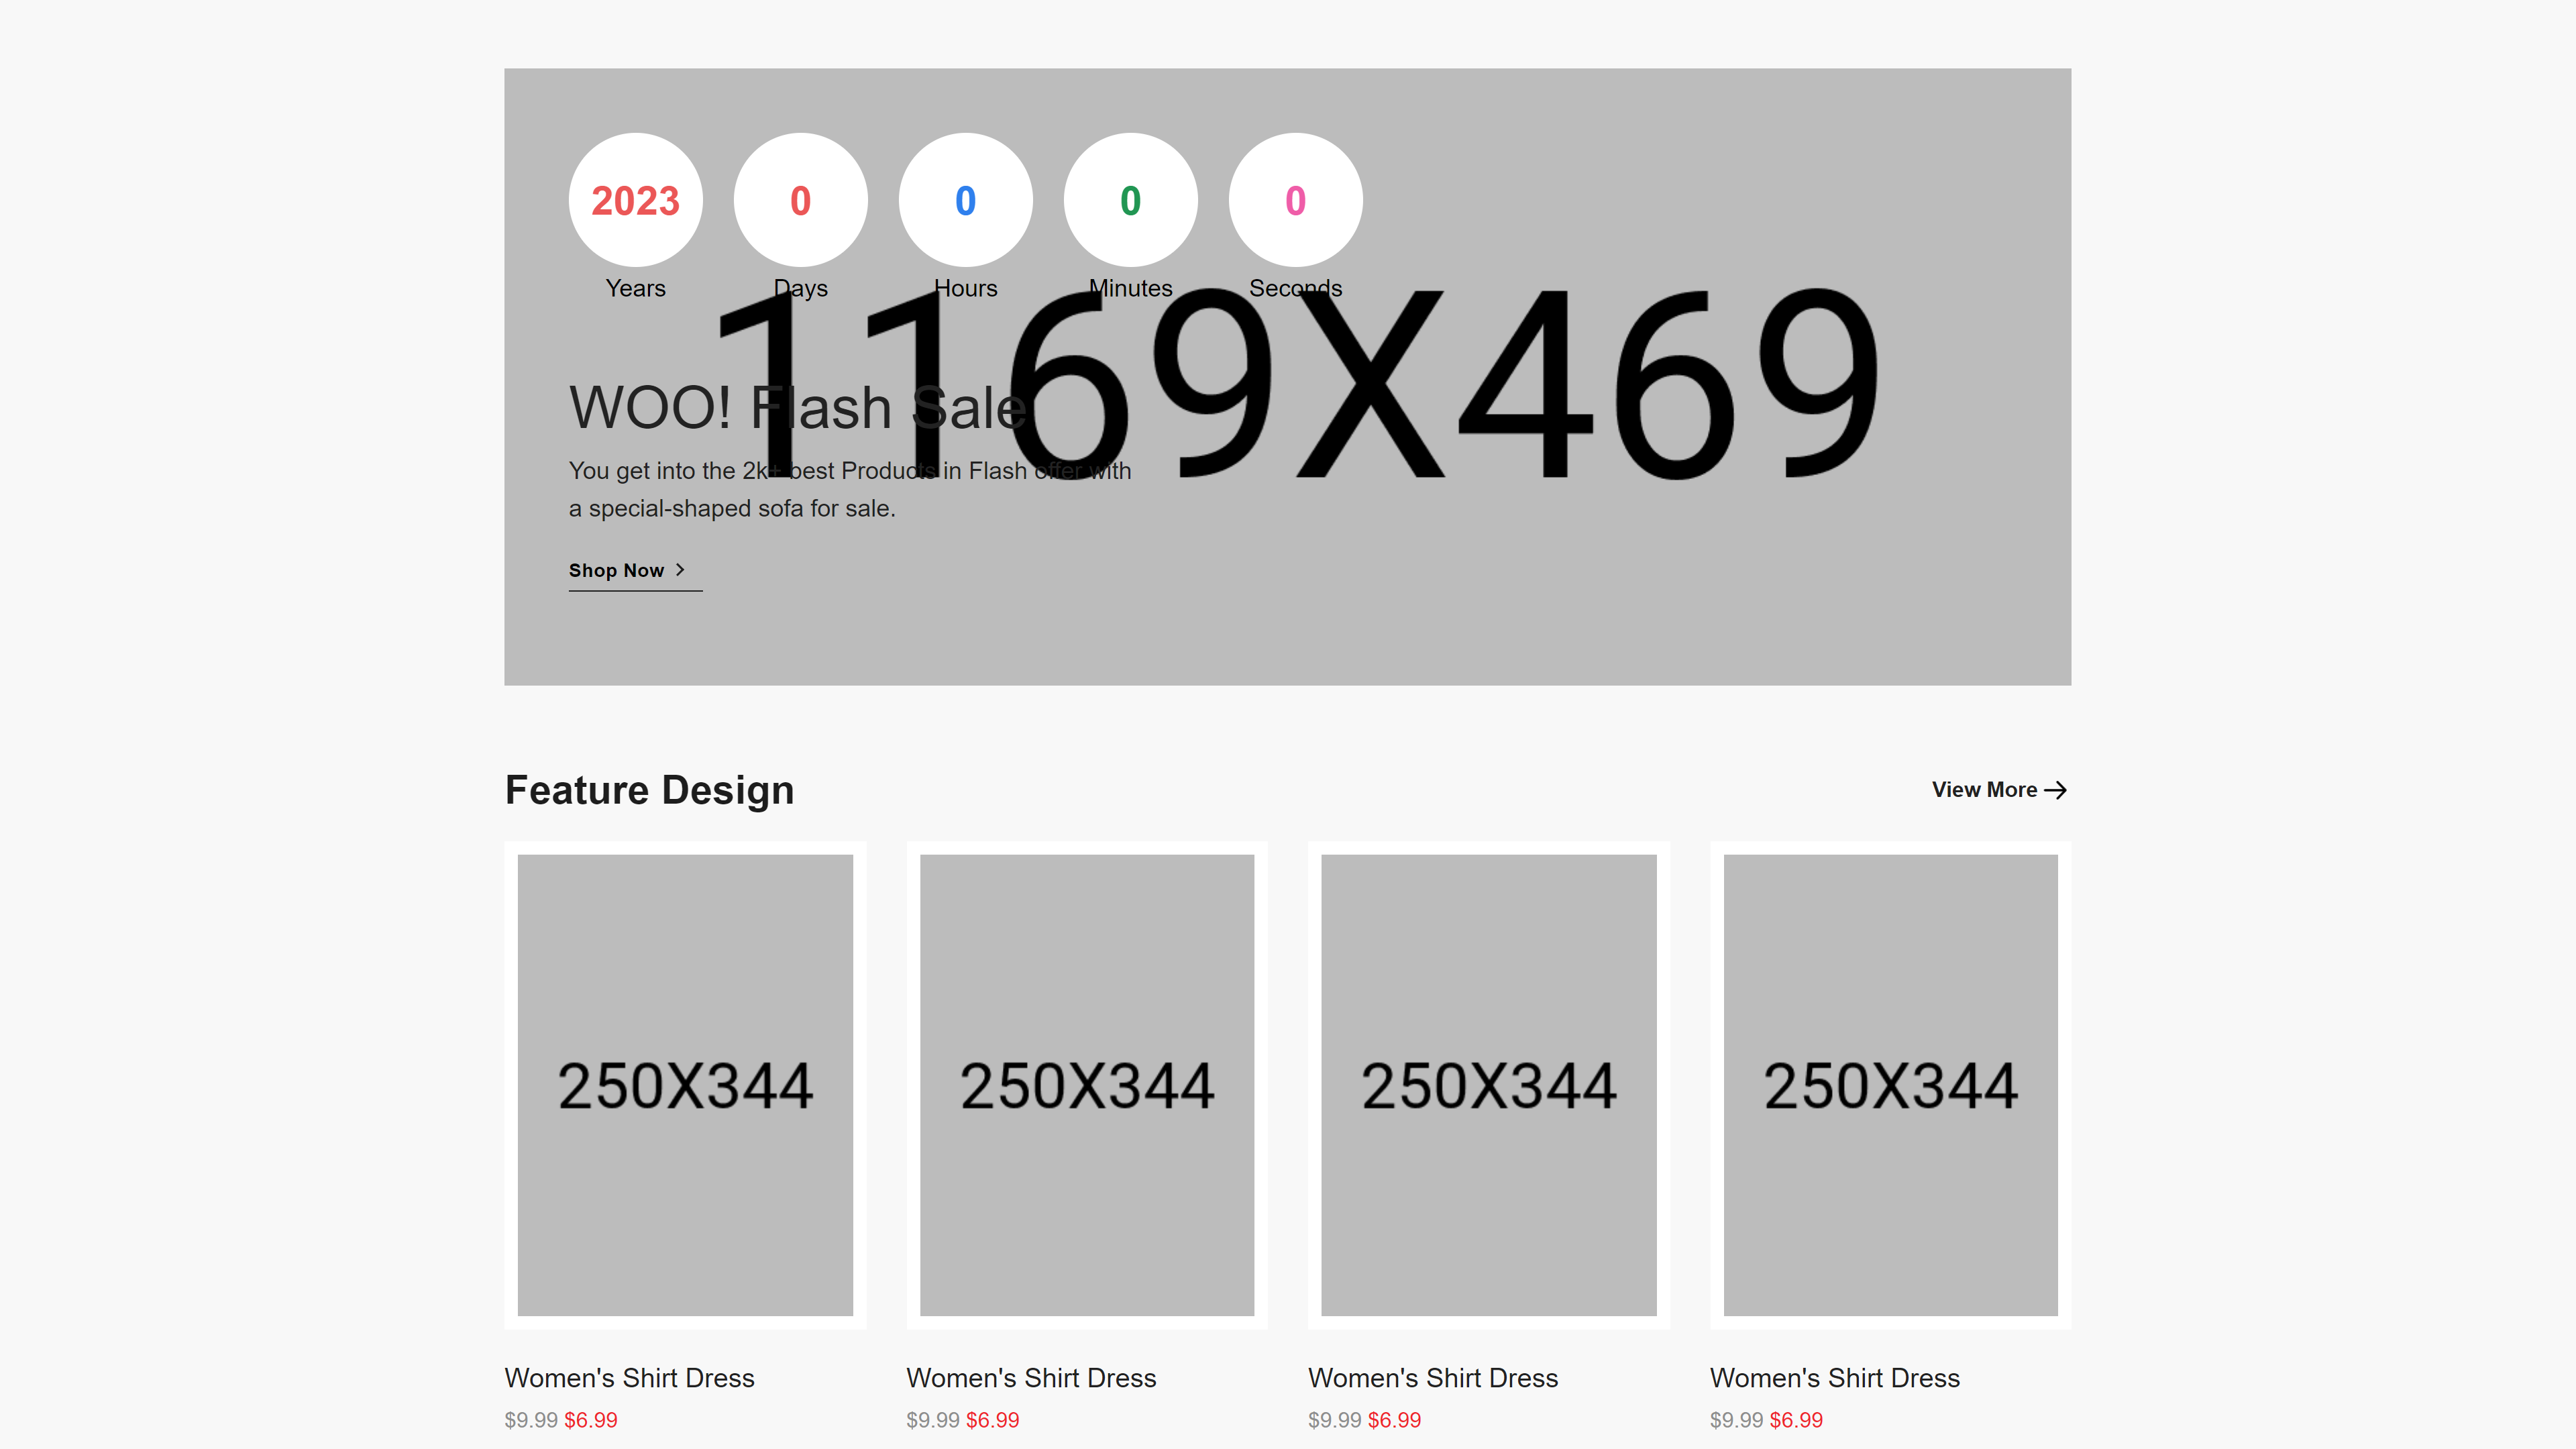 2023 0 0 0 0
Years Days Hours Minutes Seconds
1169X469
WOO! Flash Sale
You get into the 2k+ best Products in Flash offer with
a special-shaped sofa for sale.
Shop Now
Feature Design
View More
250X344 250X344 250X344 250X344
Women's Shirt Dress Women's Shirt Dress Women's Shirt Dress Women's Shirt Dress
$9.99 $6.99 $9.99 $6.99 $9.99 $6.99 $9.99 $6.99